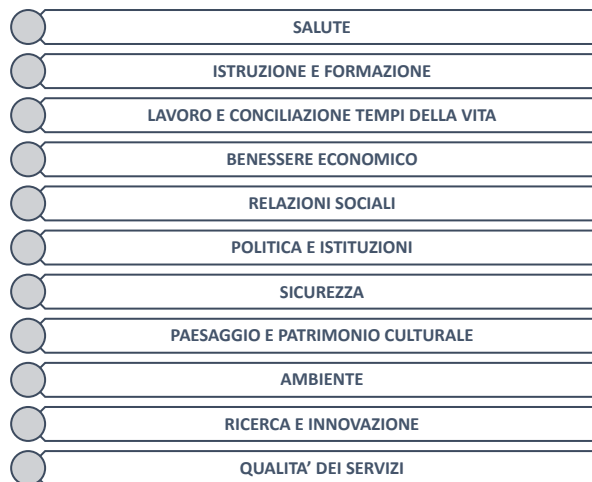 SALUTE
ISTRUZIONE E FORMAZIONE
LAVORO E CONCILIAZIONE TEMPI DELLA VITA
BENESSERE ECONOMICO
RELAZIONI SOCIALI
POLITICA E ISTITUZIONI
SICUREZZA
PAESAGGIO E PATRIMONIO CULTURALE
AMBIENTE
RICERCA E INNOVAZIONE
QUALITA’ DEI SERVIZI